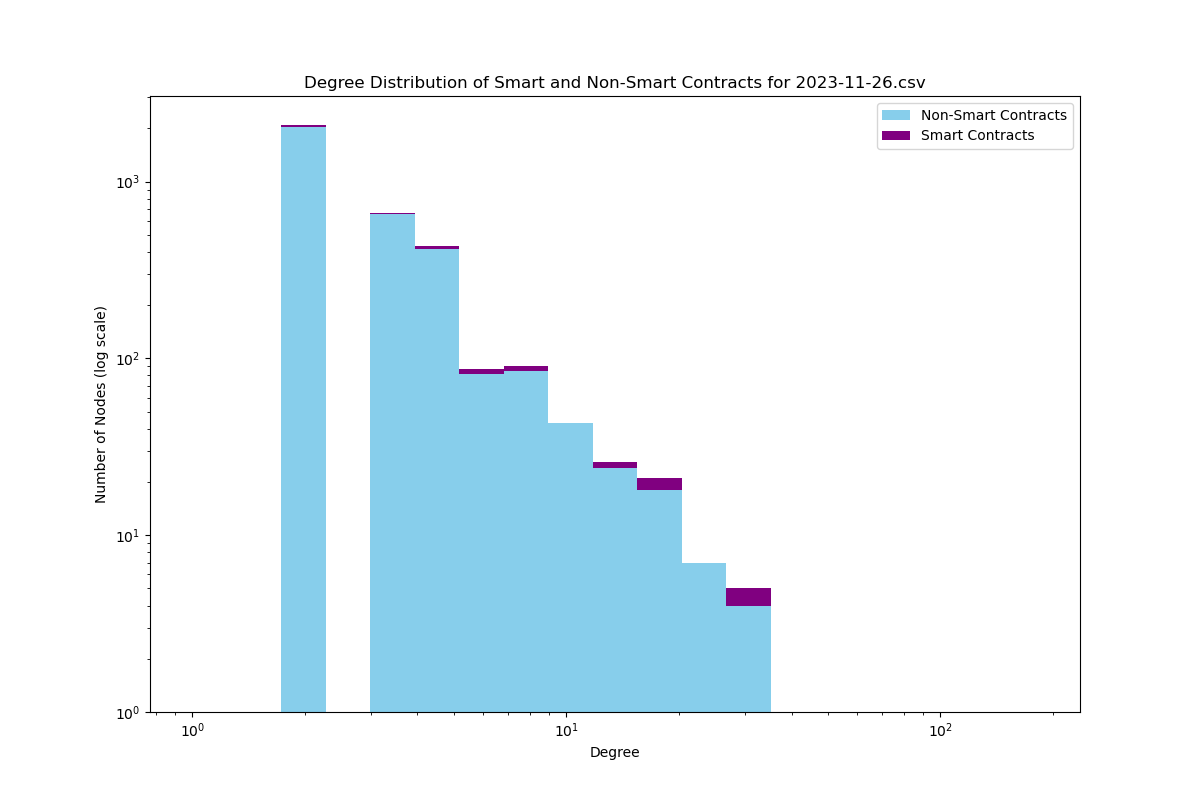 Degree Distribution of Smart and Non-Smart Contracts for 2023-11-26.csv
Non-Smart Contracts
Smart Contracts
Number of Nodes (log scale)
10³
10²
10¹
10⁰
10⁰ 10¹ 10²
Degree